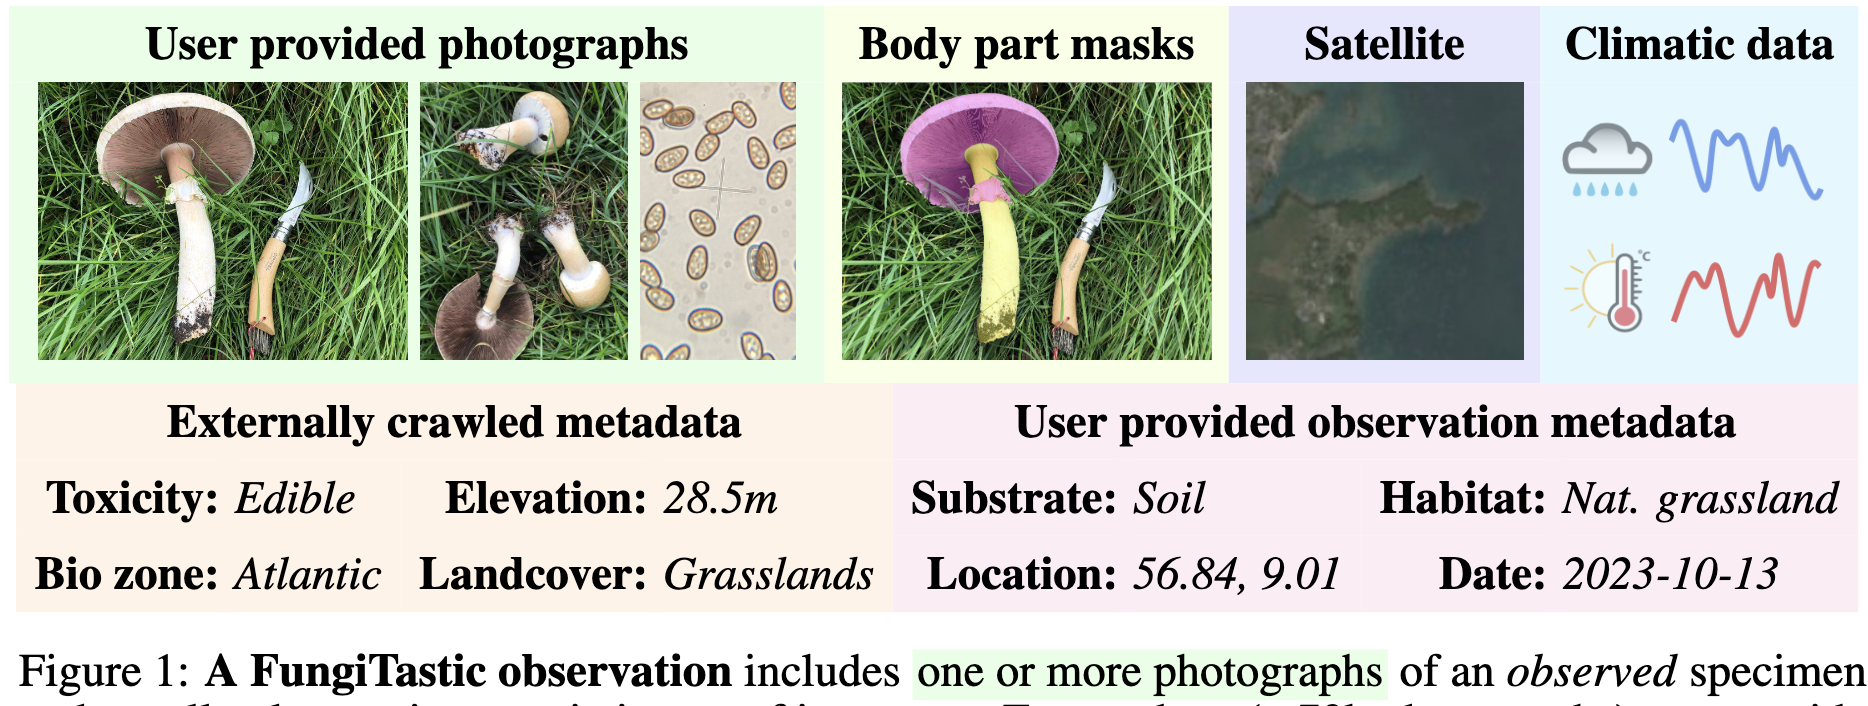 User provided photographs
Body part masks
Satellite
Climatic data
°C
Externally crawled metadata
User provided observation metadata
Toxicity: Edible
Elevation: 28.5m
Substrate: Soil
Habitat: Nat. grassland
Bio zone: Atlantic
Landcover: Grasslands
Location: 56.84, 9.01
Date: 2023-10-13
Figure 1: A FungiTastic observation includes one or more photographs of an observed specimen